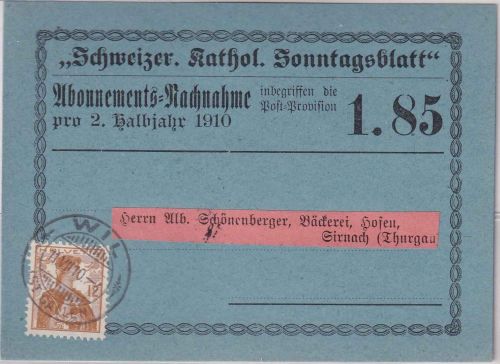 „Schweizer. Kathol. Sonntagsblatt“
Abonnements-Nachnahme
pro 2. Halbjahr 1910
inbegriffen die
Post-Provision
1.85
Herrn Alb. Schönenberger, Bäckerei, Hofen,
Sirnach (Thurgau
WIL